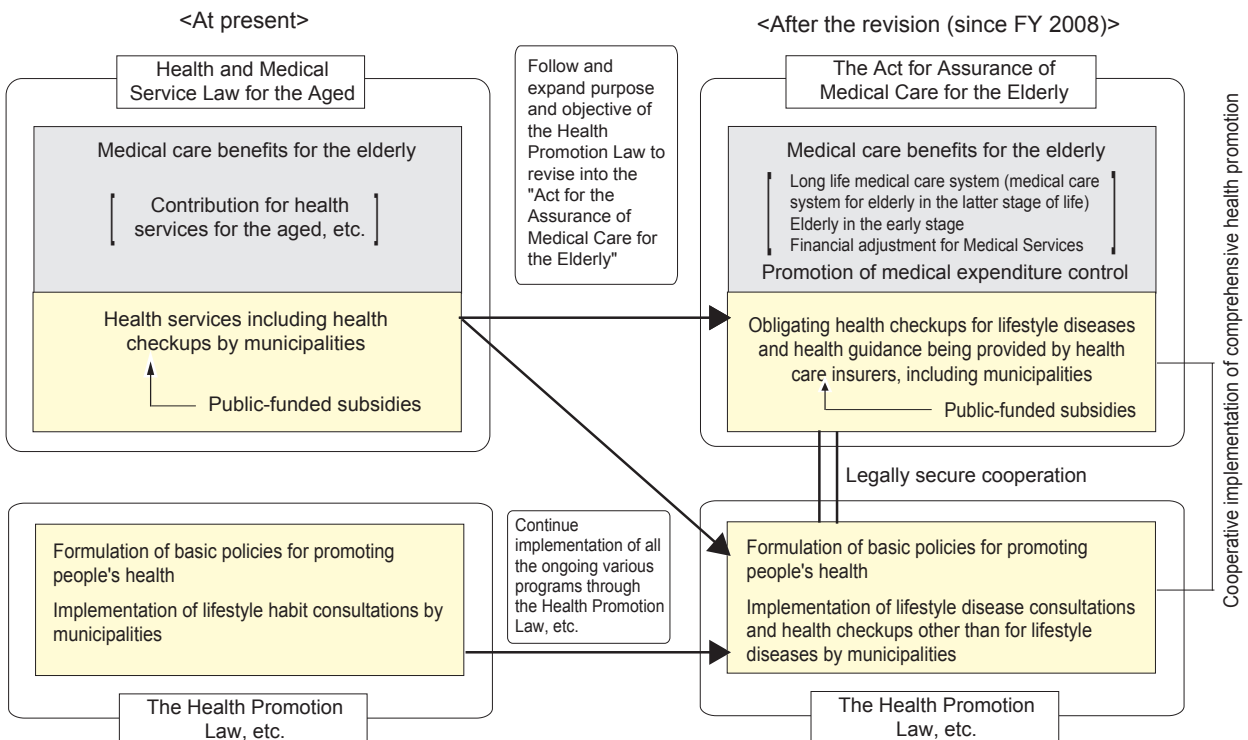 <At present>
<After the revision (since FY 2008)>
Health and Medical
Service Law for the Aged
Medical care benefits for the elderly
Contribution for health
services for the aged, etc.
Health services including health
checkups by municipalities
Public-funded subsidies
Follow and
expand purpose
and objective of
the Health
Promotion Law to
revise into the
"Act for the
Assurance of
Medical Care for
the Elderly"
The Act for Assurance of
Medical Care for the Elderly
Medical care benefits for the elderly
Long life medical care system (medical care
system for elderly in the latter stage of life)
Elderly in the early stage
Financial adjustment for Medical Services
Promotion of medical expenditure control
Obligating health checkups for lifestyle diseases
and health guidance being provided by health
care insurers, including municipalities
Public-funded subsidies
Legally secure cooperation
Cooperative implementation of comprehensive health promotion
Formulation of basic policies for promoting
people's health
Implementation of lifestyle habit consultations by
municipalities
The Health Promotion
Law, etc.
Continue
implementation of all
the ongoing various
programs through
the Health Promotion
Law, etc.
Formulation of basic policies for promoting
people's health
Implementation of lifestyle disease consultations
and health checkups other than for lifestyle
diseases by municipalities
The Health Promotion
Law, etc.